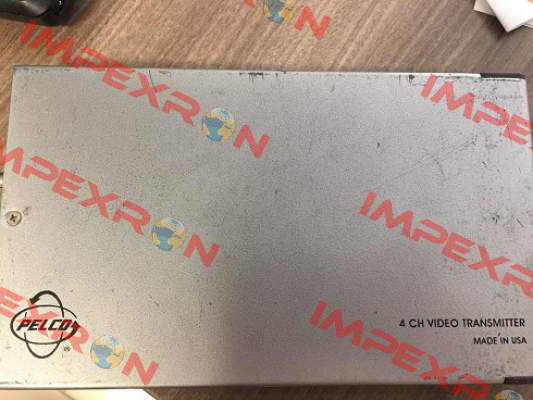 IMPEXRON
IMPEXRON
IMPEXRON
IMPEXRON
IMPEXRON
IMPEXRON
IMPEXRON
PELCO
®
4 CH VIDEO TRANSMITTER
MADE IN USA